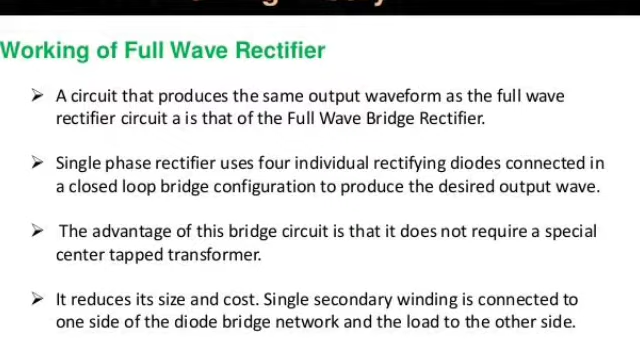 Working of Full Wave Rectifier
➢ A circuit that produces the same output waveform as the full wave
rectifier circuit a is that of the Full Wave Bridge Rectifier.
➢ Single phase rectifier uses four individual rectifying diodes connected in
a closed loop bridge configuration to produce the desired output wave.
➢ The advantage of this bridge circuit is that it does not require a special
center tapped transformer.
➢ It reduces its size and cost. Single secondary winding is connected to
one side of the diode bridge network and the load to the other side.